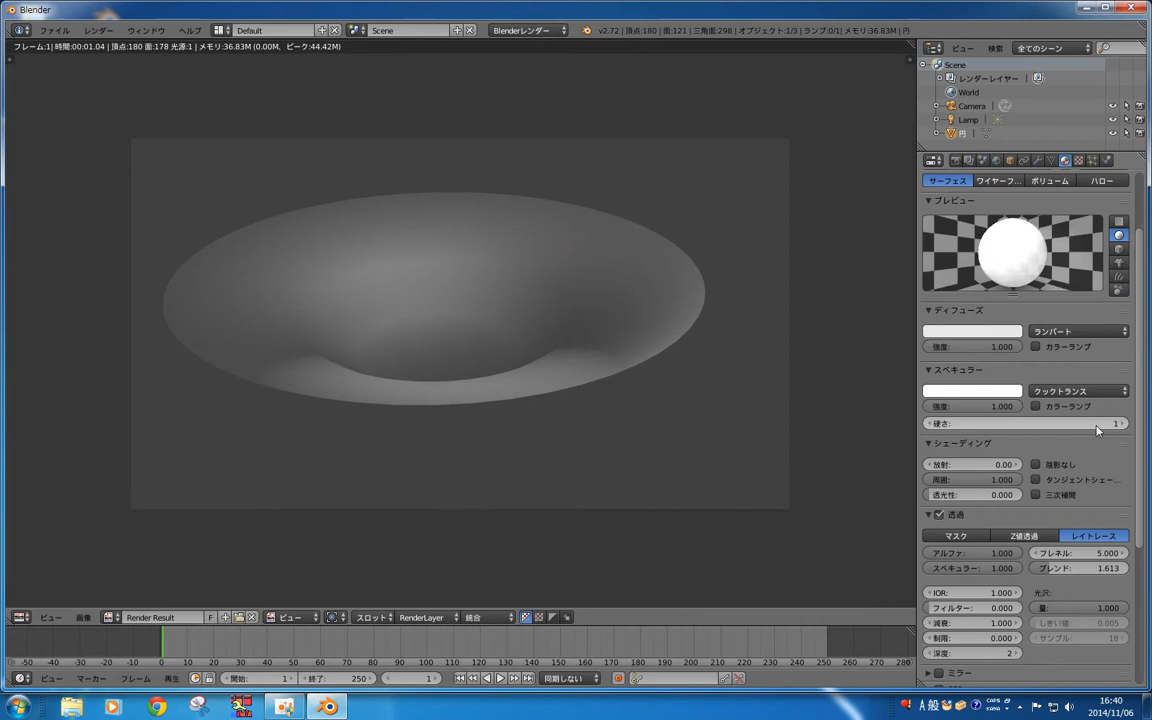 Blender
ファイル レンダー ウィンドウ ヘルプ Default Scene Blenderレンダー v2.72 | 頂点:180 | 面:121 | 三角面:298 | オブジェクト:1/3 | ランプ:0/1| メモリ:36.83M | 円
ビュー 検索 全てのシーン
フレーム:1| 時間:00:01.04 | 頂点:180 面:178 光源:1 | メモリ:36.83M (0.00M, ピーク:44.42M)
Scene
レンダーレイヤー |
World
Camera
Lamp
円
サーフェス ワイヤーフ... ボリューム ハロー
プレビュー
ディフューズ
ランバート
強度: 1.000 カラーランプ
スペキュラー
クックトランス
強度: 1.000 カラーランプ
硬さ: 1
シェーディング
放射: 0.00 陰影なし
周囲: 1.000 タンジェントシェー...
透光性: 0.000 三次補間
透過
マスク Z値透過 レイトレース
アルファ: 1.000 フレネル: 5.000
スペキュラー: 1.000 ブレンド: 1.613
IOR: 1.000 光沢:
フィルター: 0.000 量: 1.000
減衰: 1.000 しきい値 0.005
制限: 0.000 サンプル: 18
深度: 2
ミラー
ビュー 画像 Render Result F ビュー スロット RenderLayer 統合
-50 -40 -30 -20 -10 0 10 20 30 40 50 60 70 80 90 100 110 120 130 140 150 160 170 180 190 200 210 220 230 240 250 260 270 280
ビュー マーカー フレーム 再生 開始: 1 終了: 250 1 同期しない
A 般 CAPS KANA 16:40
2014/11/06